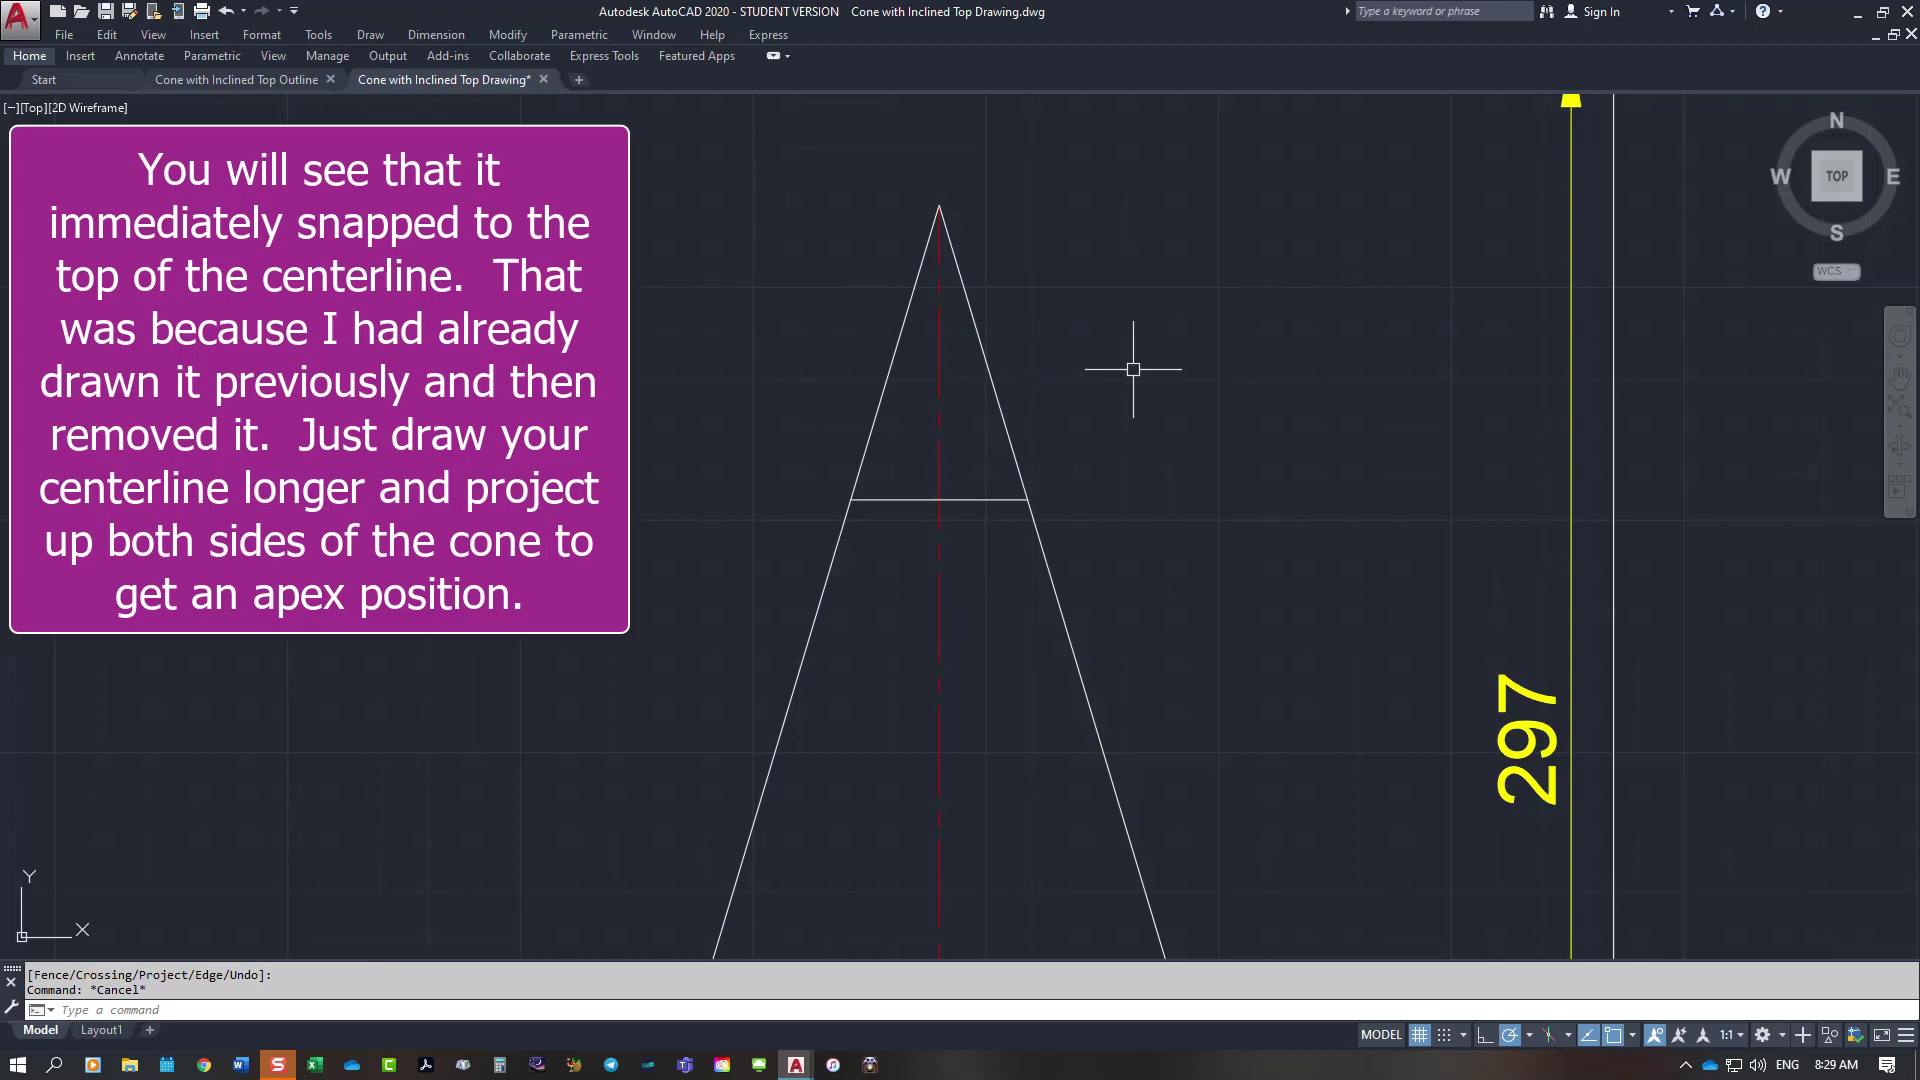 Autodesk AutoCAD 2020 - STUDENT VERSION Cone with Inclined Top Drawing.dwg
Type a keyword or phrase
Sign In
File Edit View Insert Format Tools Draw Dimension Modify Parametric Window Help Express
Home Insert Annotate Parametric View Manage Output Add-ins Collaborate Express Tools Featured Apps
Start Cone with Inclined Top Outline Cone with Inclined Top Drawing*
[−][Top][2D Wireframe]
You will see that it
immediately snapped to the
top of the centerline. That
was because I had already
drawn it previously and then
removed it. Just draw your
centerline longer and project
up both sides of the cone to
get an apex position.
N
W TOP E
S
WCS
297
Y
X
[Fence/Crossing/Project/Edge/Undo]:
Command: *Cancel*
Type a command
Model Layout1
MODEL
1:1
ENG
8:29 AM